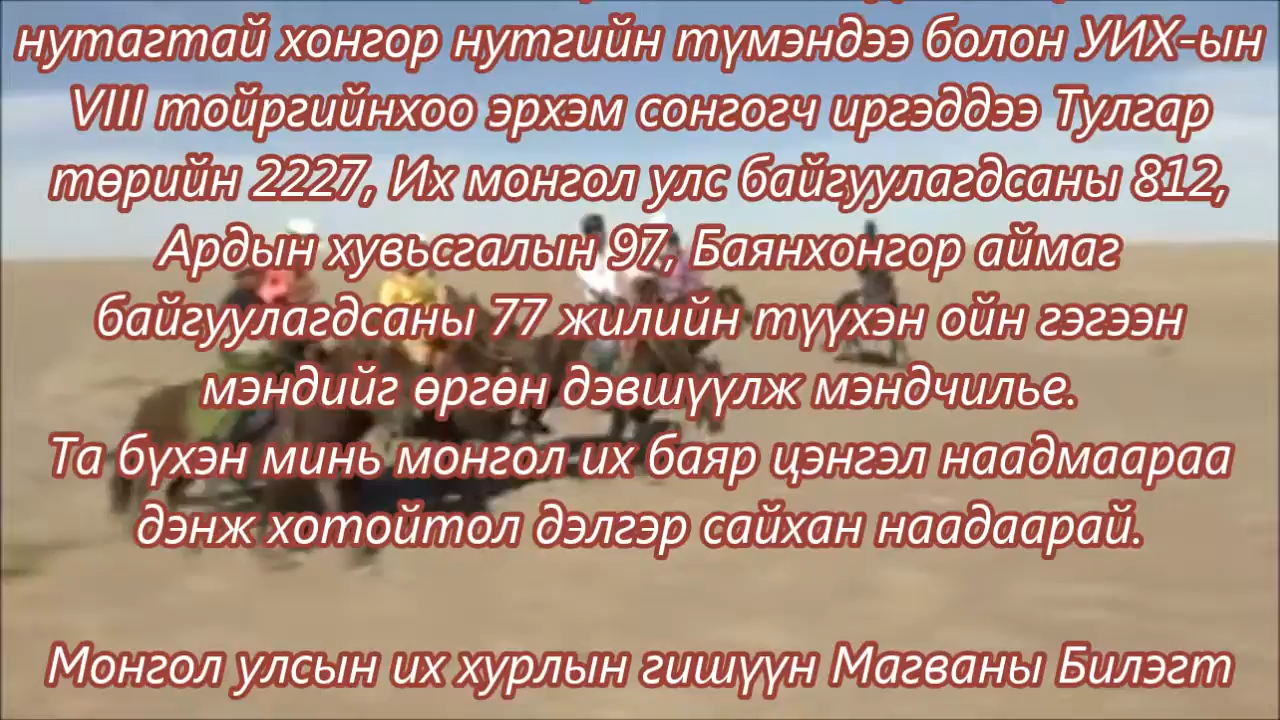 нутагтай хонгор нутгийн түмэндээ болон УИХ-ын
VIII тойргийнхоо эрхэм сонгогч иргэддээ Тулгар
төрийн 2227, Их монгол улс байгуулагдсаны 812,
Ардын хувьсгалын 97, Баянхонгор аймаг
байгуулагдсаны 77 жилийн түүхэн ойн гэгээн
мэндийг өргөн дэвшүүлж мэндчилье.
Та бүхэн минь монгол их баяр цэнгэл наадмаараа
дэнж хотойтол дэлгэр сайхан наадаарай.
Монгол улсын их хурлын гишүүн Магваны Билэгт